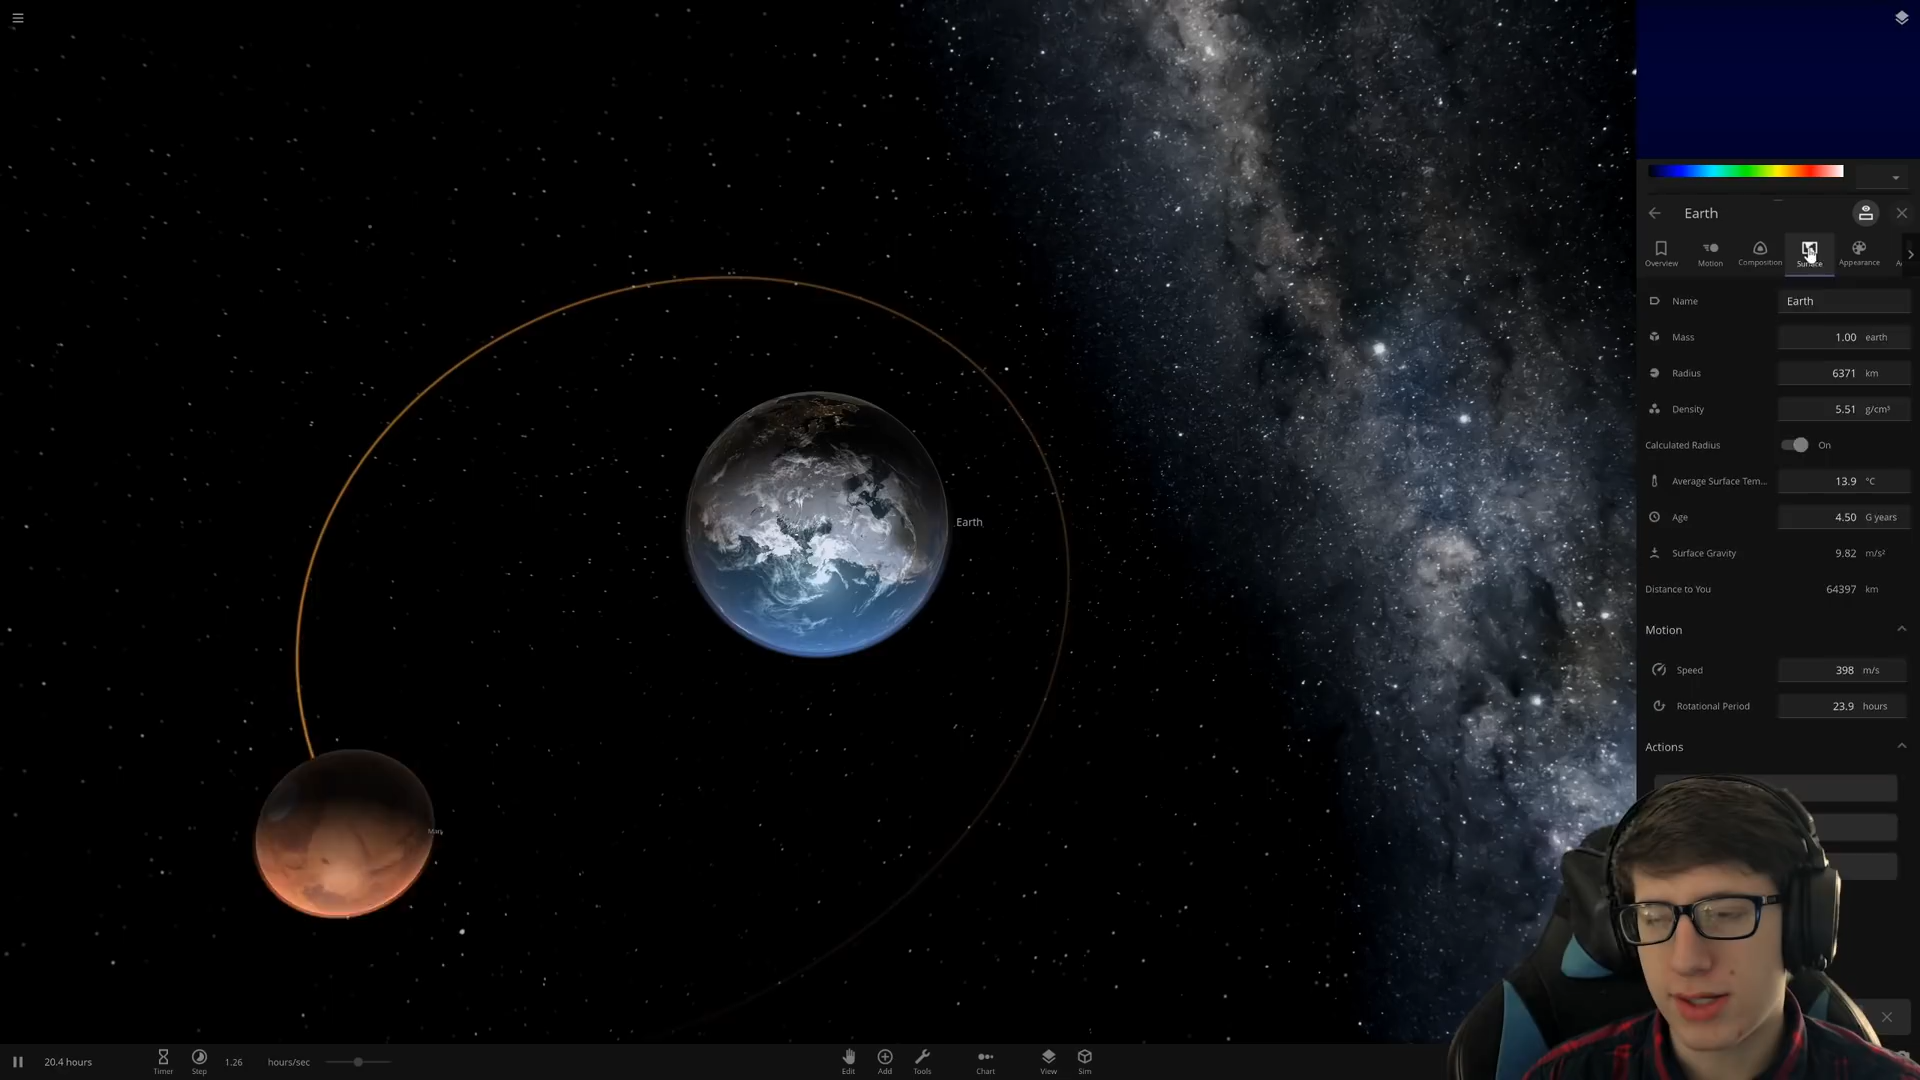 Earth
Overview
Motion
Composition
Surface
Appearance
Name
Earth
Mass
1.00 earth
Radius
6371 km
Density
5.51 g/cm³
Calculated Radius
On
Average Surface Tem...
13.9 °C
Age
4.50 G years
Surface Gravity
9.82 m/s²
Distance to You
64397 km
Motion
Speed
398 m/s
Rotational Period
23.9 hours
Actions
Earth
Mars
20.4 hours
Timer
Step
1.26 hours/sec
Edit
Add
Tools
Chart
View
Sim